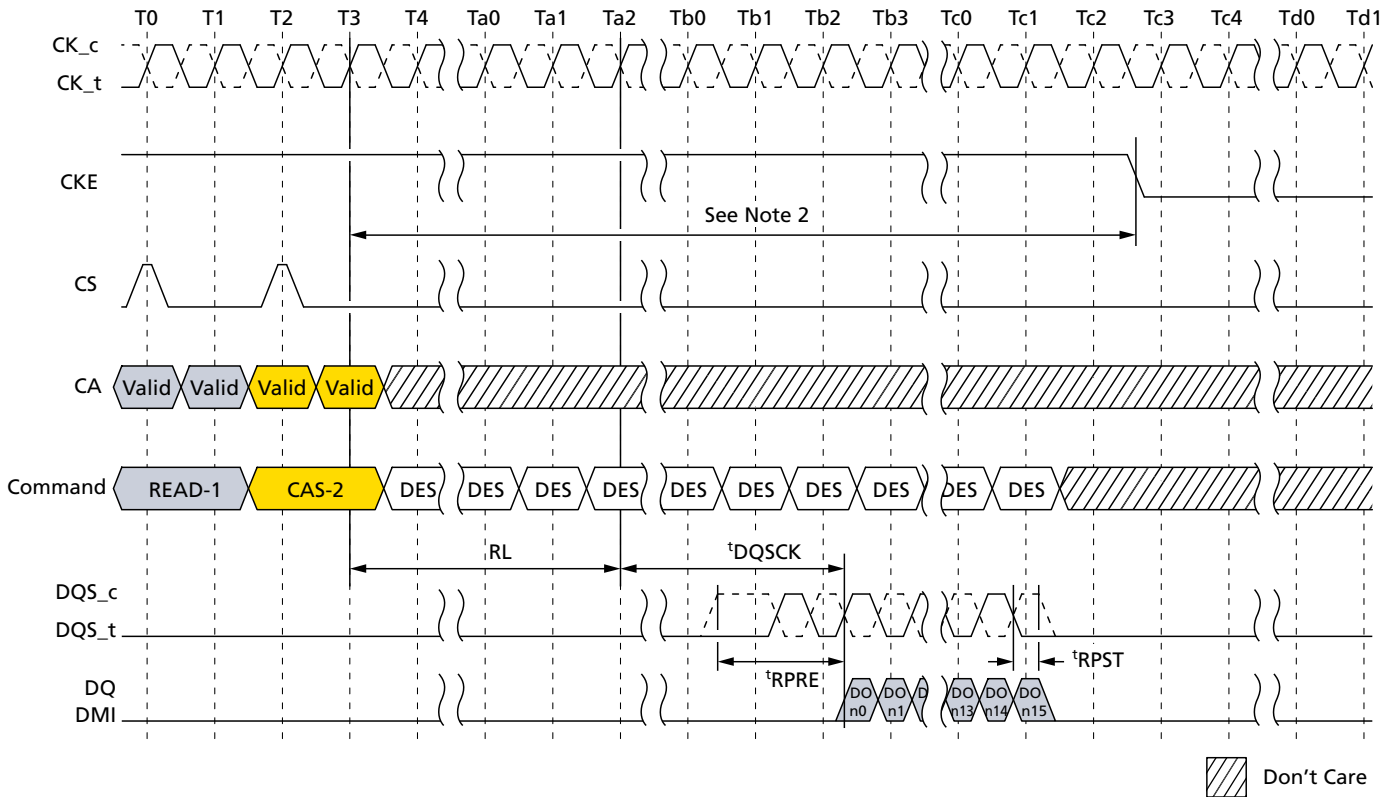 T0 T1 T2 T3 T4 Ta0 Ta1 Ta2 Tb0 Tb1 Tb2 Tb3 Tc0 Tc1 Tc2 Tc3 Tc4 Td0 Td1
CK_c
CK_t
CKE
See Note 2
CS
CA Valid Valid Valid Valid
Command READ-1 CAS-2 DES DES DES DES DES DES DES DES DES DES
RL tDQSCK
DQS_c
DQS_t
tRPRE tRPST
DQ
DMI
DO n0 DO n1 D DO n13 DO n14 DO n15
Don't Care